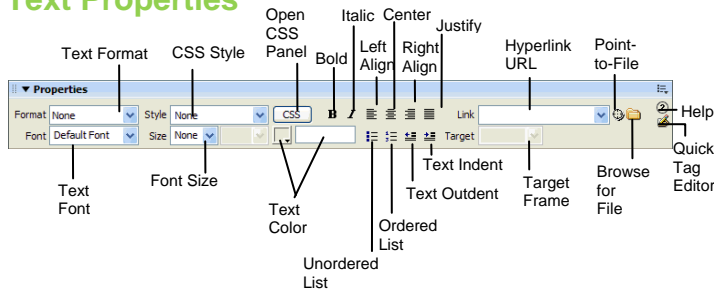 Text Properties
Open
CSS
Panel
Italic
Center
Justify
Text Format
CSS Style
Bold
Left
Align
Right
Align
Hyperlink
URL
Point-
to-File
▼ Properties
Format None
Style None
CSS
B I
Link
Help
Font Default Font
Size None
Target
Quick
Tag
Editor
Text
Font
Font Size
Text
Color
Unordered
List
Ordered
List
Text Outdent
Text Indent
Target
Frame
Browse
for
File